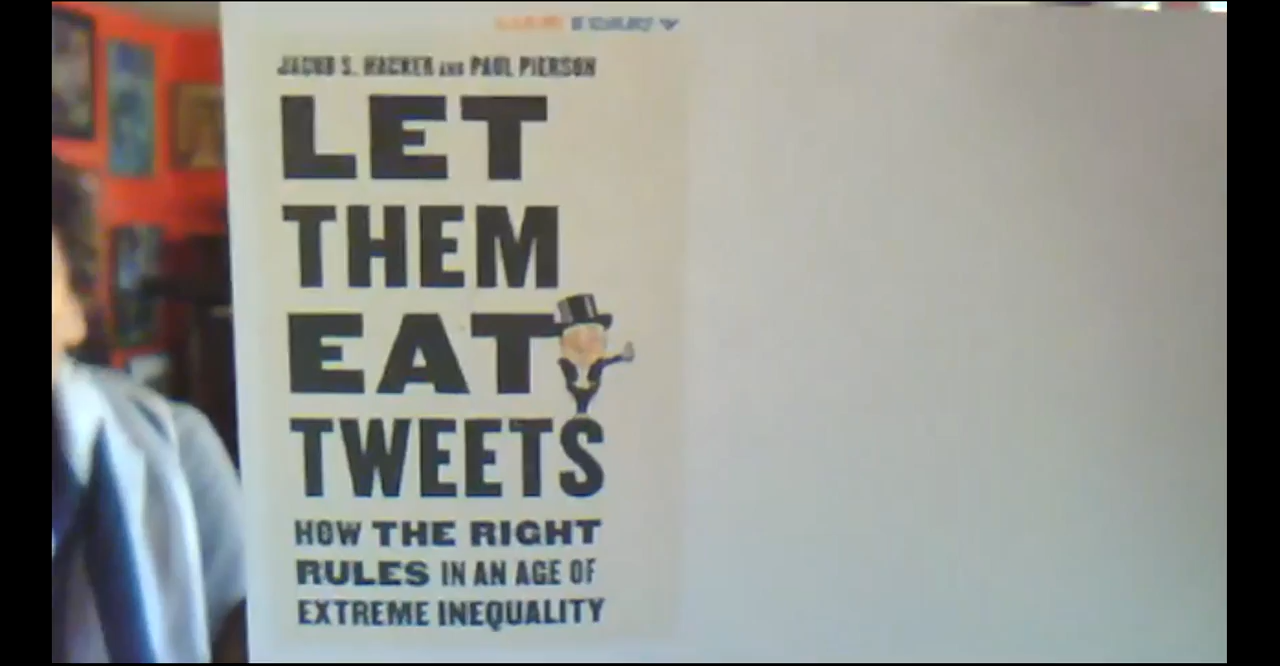 JACOB S. HACKER AND PAUL PIERSON
LET
THEM
EAT
TWEETS
HOW THE RIGHT
RULES IN AN AGE OF
EXTREME INEQUALITY